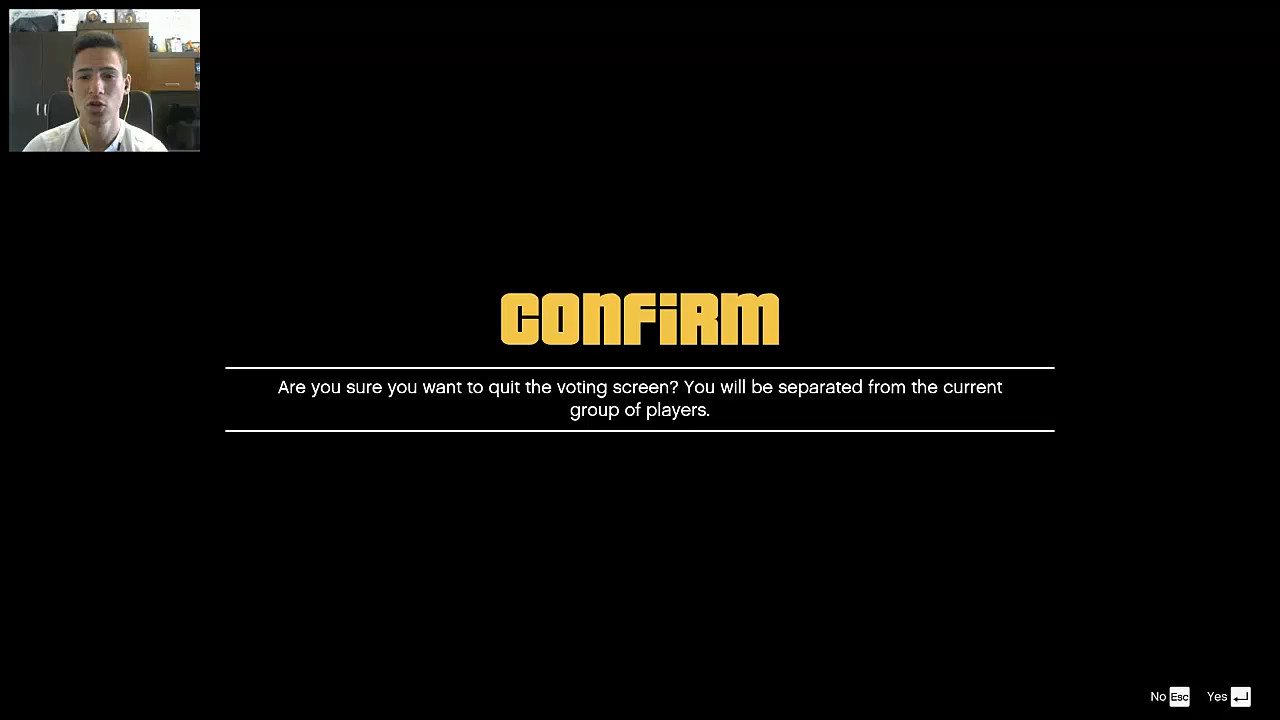 CONFIRM
Are you sure you want to quit the voting screen? You will be separated from the current
group of players.
No Esc Yes